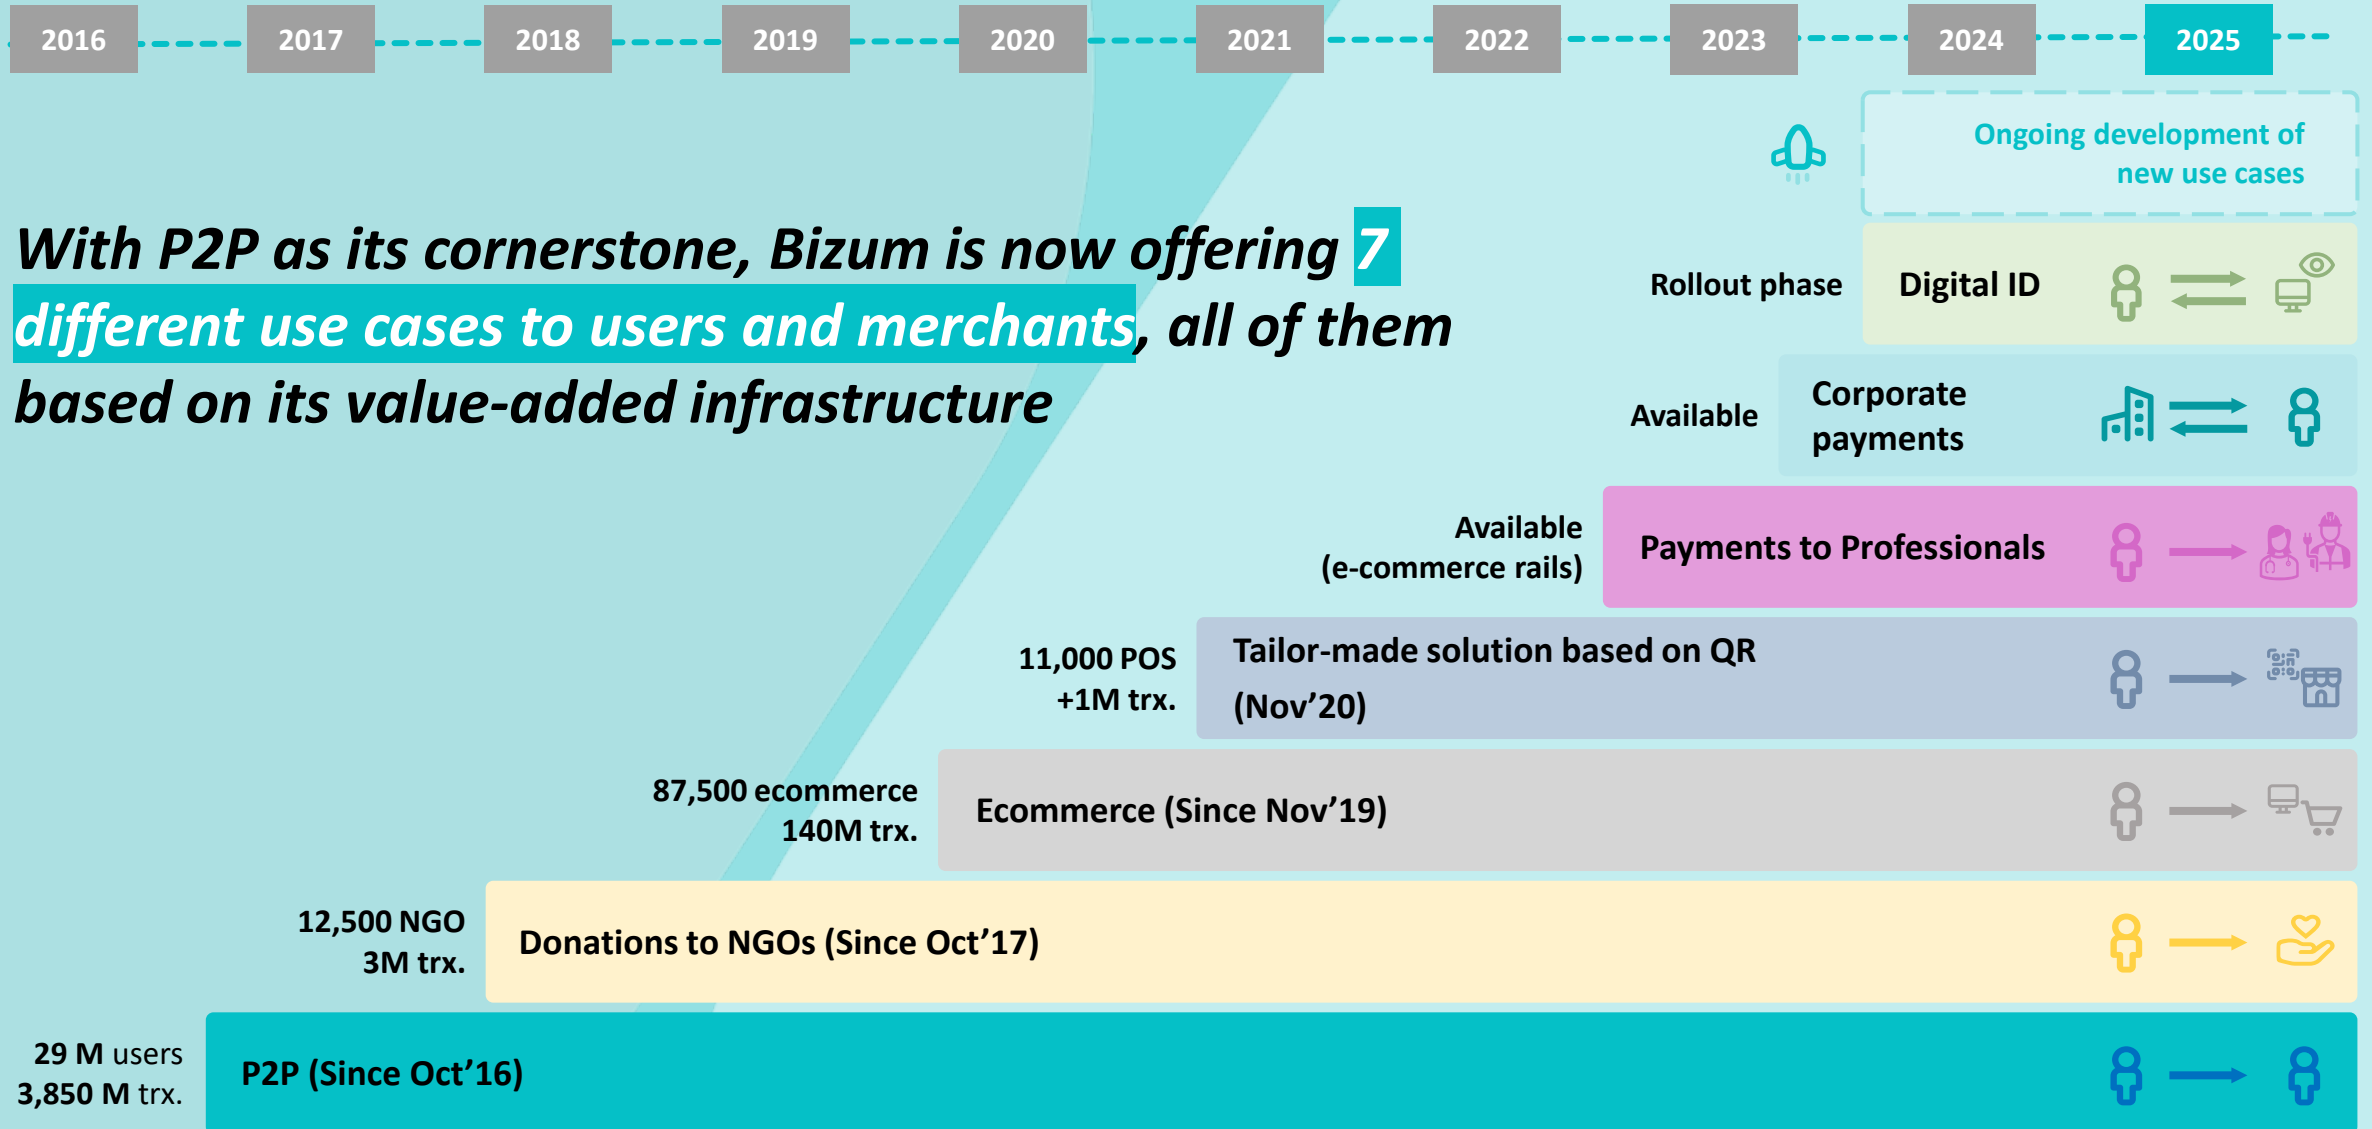 2016 2017 2018 2019 2020 2021 2022 2023 2024 2025
Ongoing development of
new use cases
With P2P as its cornerstone, Bizum is now offering 7
different use cases to users and merchants, all of them
based on its value-added infrastructure
Rollout phase
Digital ID
Available
Corporate
payments
Available
(e-commerce rails)
Payments to Professionals
11,000 POS
+1M trx.
Tailor-made solution based on QR
(Nov’20)
87,500 ecommerce
140M trx.
Ecommerce (Since Nov’19)
12,500 NGO
3M trx.
Donations to NGOs (Since Oct’17)
29 M users
3,850 M trx.
P2P (Since Oct’16)